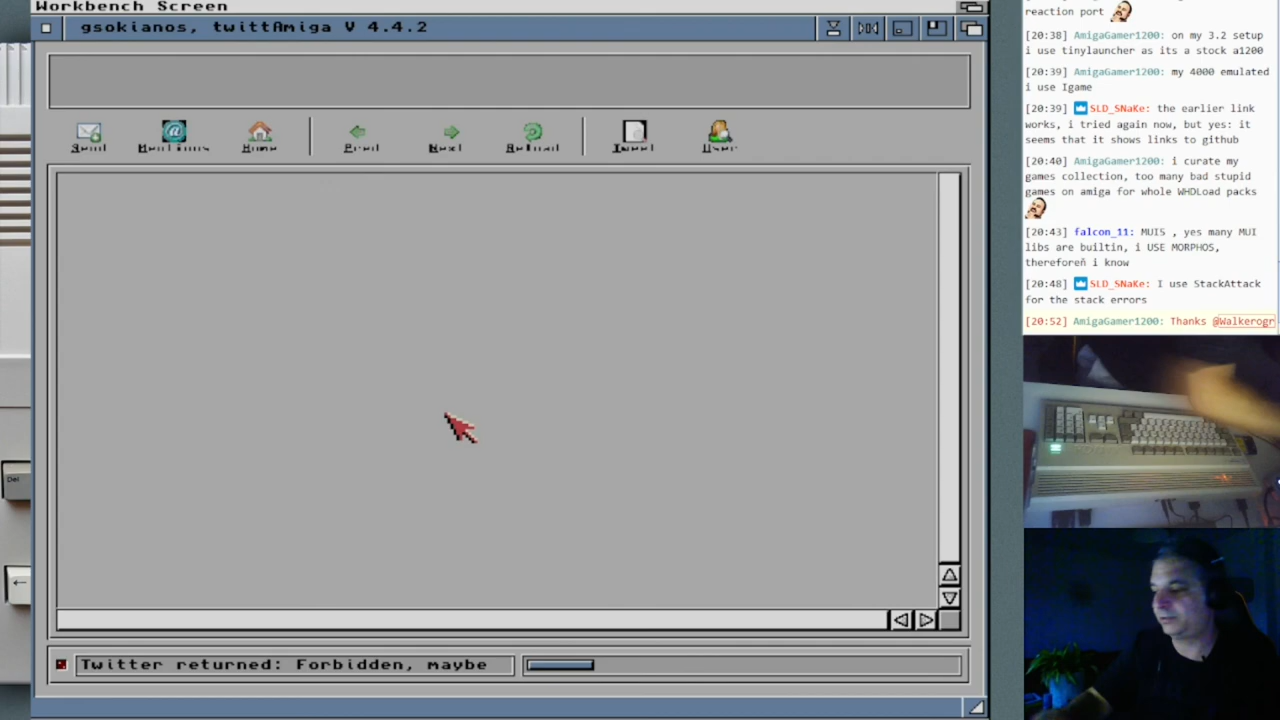 Workbench Screen
gsokianos, twittAmiga V 4.4.2
Send Mentions Home Pred Next Reload Tweet User
Twitter returned: Forbidden, maybe
reaction port
[20:38] AmigaGamer1200: on my 3.2 setup
i use tinylauncher as its a stock a1200
[20:39] AmigaGamer1200: my 4000 emulated
i use Igame
[20:39] SLD_SNaKe: the earlier link
works, i tried again now, but yes: it
seems that it shows links to github
[20:40] AmigaGamer1200: i curate my
games collection, too many bad stupid
games on amiga for whole WHDLoad packs
[20:43] falcon_11: MUI5 , yes many MUI
libs are builtin, i USE MORPHOS,
thereforeñ i know
[20:48] SLD_SNaKe: I use StackAttack
for the stack errors
[20:52] AmigaGamer1200: Thanks @Walkerogr
Del
←